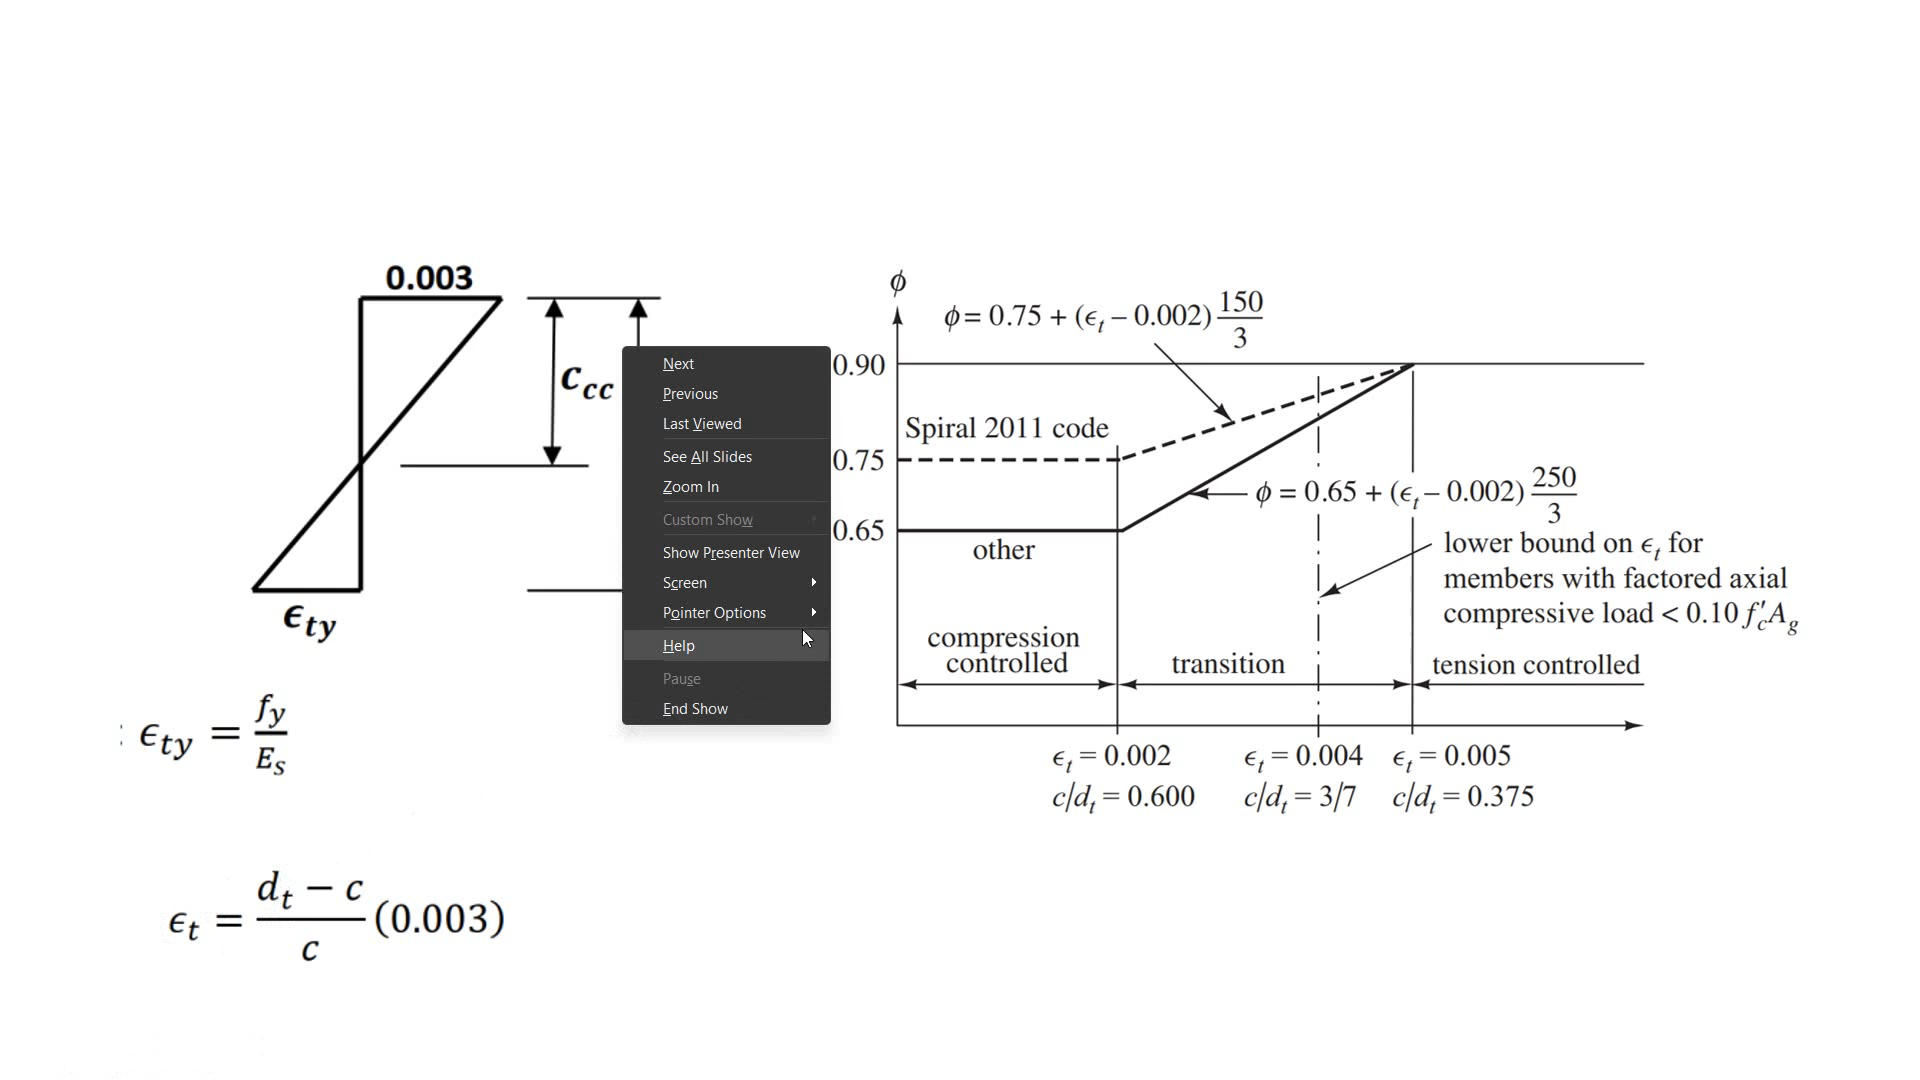 0.003
c_cc
ϵ_ty
: ϵ_ty = f_y / E_s
ϵ_t = (d_t − c) / c (0.003)
Next
Previous
Last Viewed
See All Slides
Zoom In
Custom Show
Show Presenter View
Screen
Pointer Options
Help
Pause
End Show
ϕ
ϕ = 0.75 + (ϵ_t – 0.002) 150/3
0.90
Spiral 2011 code
0.75
ϕ = 0.65 + (ϵ_t – 0.002) 250/3
0.65
other
lower bound on ϵ_t for
members with factored axial
compressive load < 0.10 f'_c A_g
compression
controlled
transition
tension controlled
ϵ_t = 0.002 ϵ_t = 0.004 ϵ_t = 0.005
c/d_t = 0.600 c/d_t = 3/7 c/d_t = 0.375